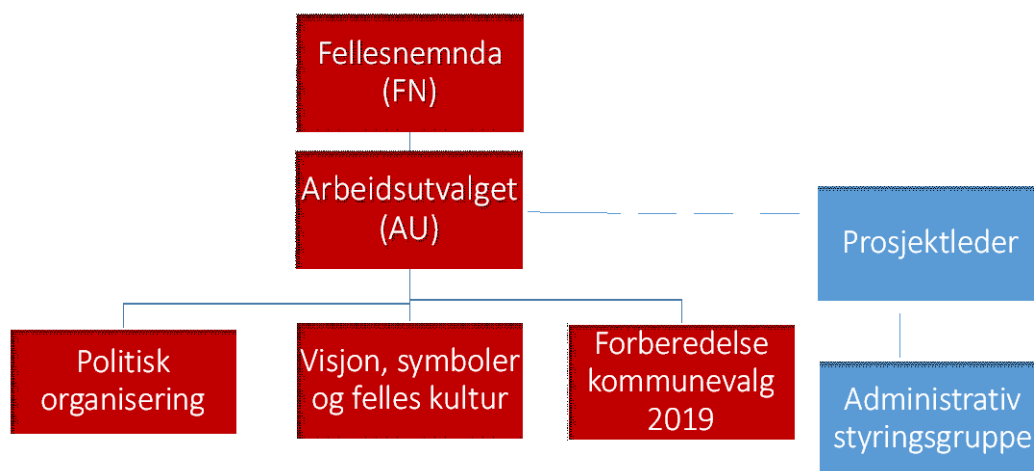 Fellesnemnda
(FN)
Arbeidsutvalget
(AU)
Prosjektleder
Politisk
organisering
Visjon, symboler
og felles kultur
Forberedelse
kommunevalg
2019
Administrativ
styringsgruppe